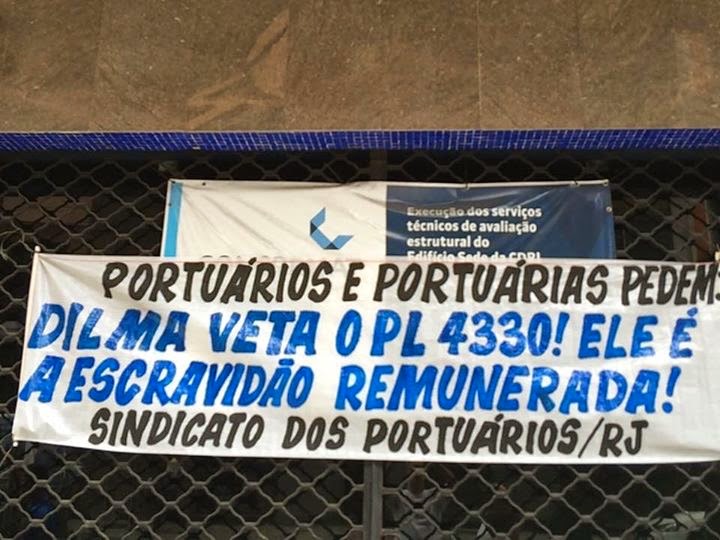 Execução dos serviços
técnicos de avaliação
estrutural do
Edifício Sede da CDRJ
PORTUÁRIOS E PORTUÁRIAS PEDEM
DILMA VETA O PL 4330! ELE É
A ESCRAVIDÃO REMUNERADA!
SINDICATO DOS PORTUÁRIOS/RJ